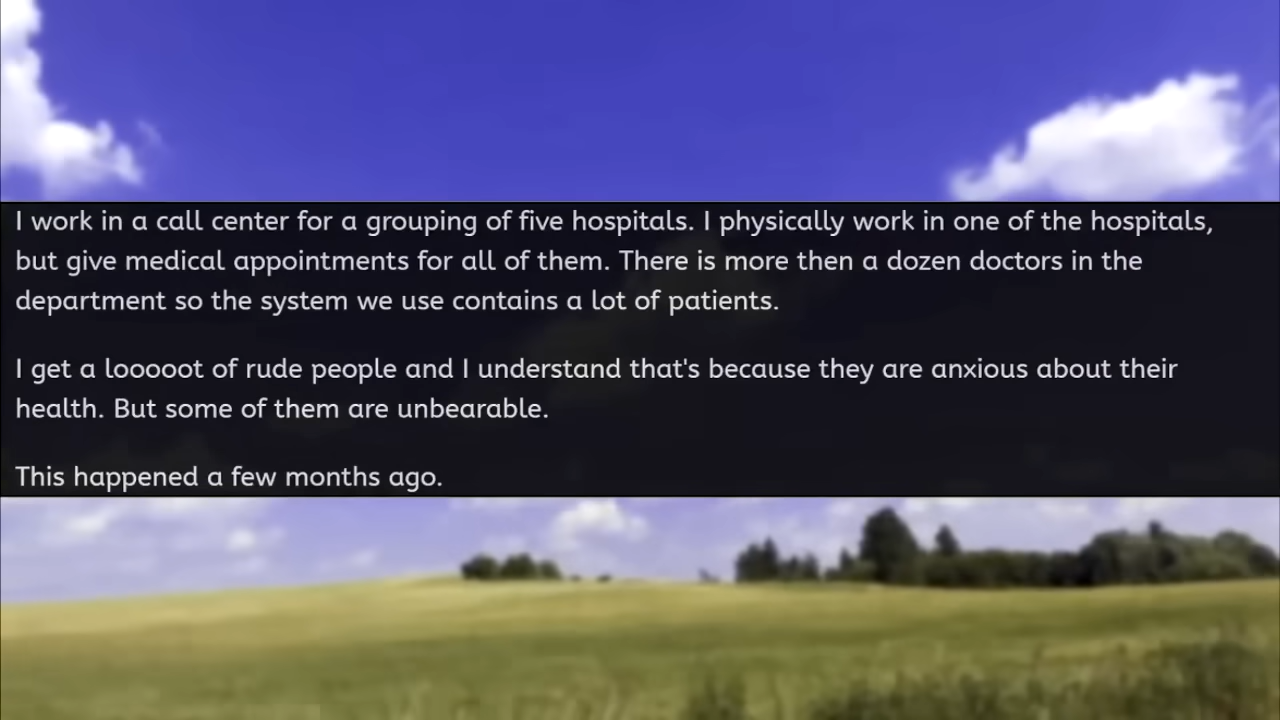 I work in a call center for a grouping of five hospitals. I physically work in one of the hospitals,
but give medical appointments for all of them. There is more then a dozen doctors in the
department so the system we use contains a lot of patients.
I get a looooot of rude people and I understand that's because they are anxious about their
health. But some of them are unbearable.
This happened a few months ago.